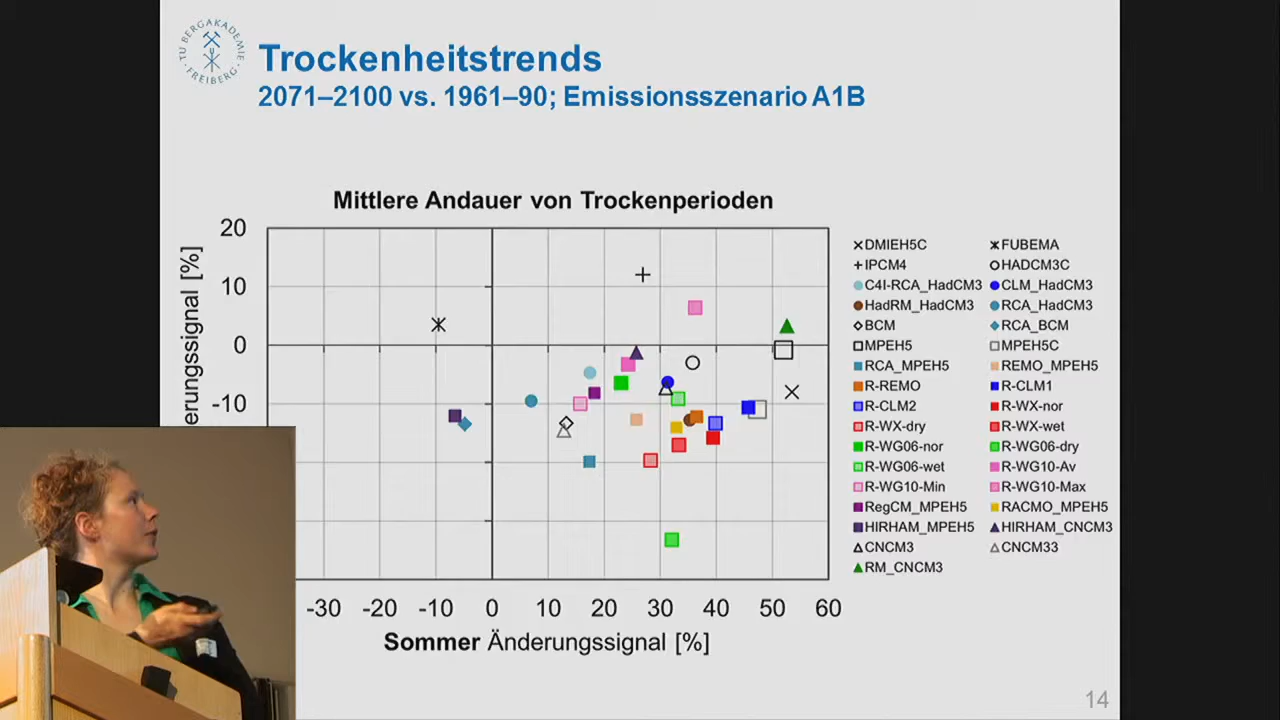 TU BERGAKADEMIE
FREIBERG
Trockenheitstrends
2071–2100 vs. 1961–90; Emissionsszenario A1B
Mittlere Andauer von Trockenperioden
20
10
0
-10
erungssignal [%]
DMIEH5C FUBEMA
IPCM4 HADCM3C
C4I-RCA_HadCM3 CLM_HadCM3
HadRM_HadCM3 RCA_HadCM3
BCM RCA_BCM
MPEH5 MPEH5C
RCA_MPEH5 REMO_MPEH5
R-REMO R-CLM1
R-CLM2 R-WX-nor
R-WX-dry R-WX-wet
R-WG06-nor R-WG06-dry
R-WG06-wet R-WG10-Av
R-WG10-Min R-WG10-Max
RegCM_MPEH5 RACMO_MPEH5
HIRHAM_MPEH5 HIRHAM_CNCM3
CNCM3 CNCM33
RM_CNCM3
-30 -20 -10 0 10 20 30 40 50 60
Sommer Änderungssignal [%]
14